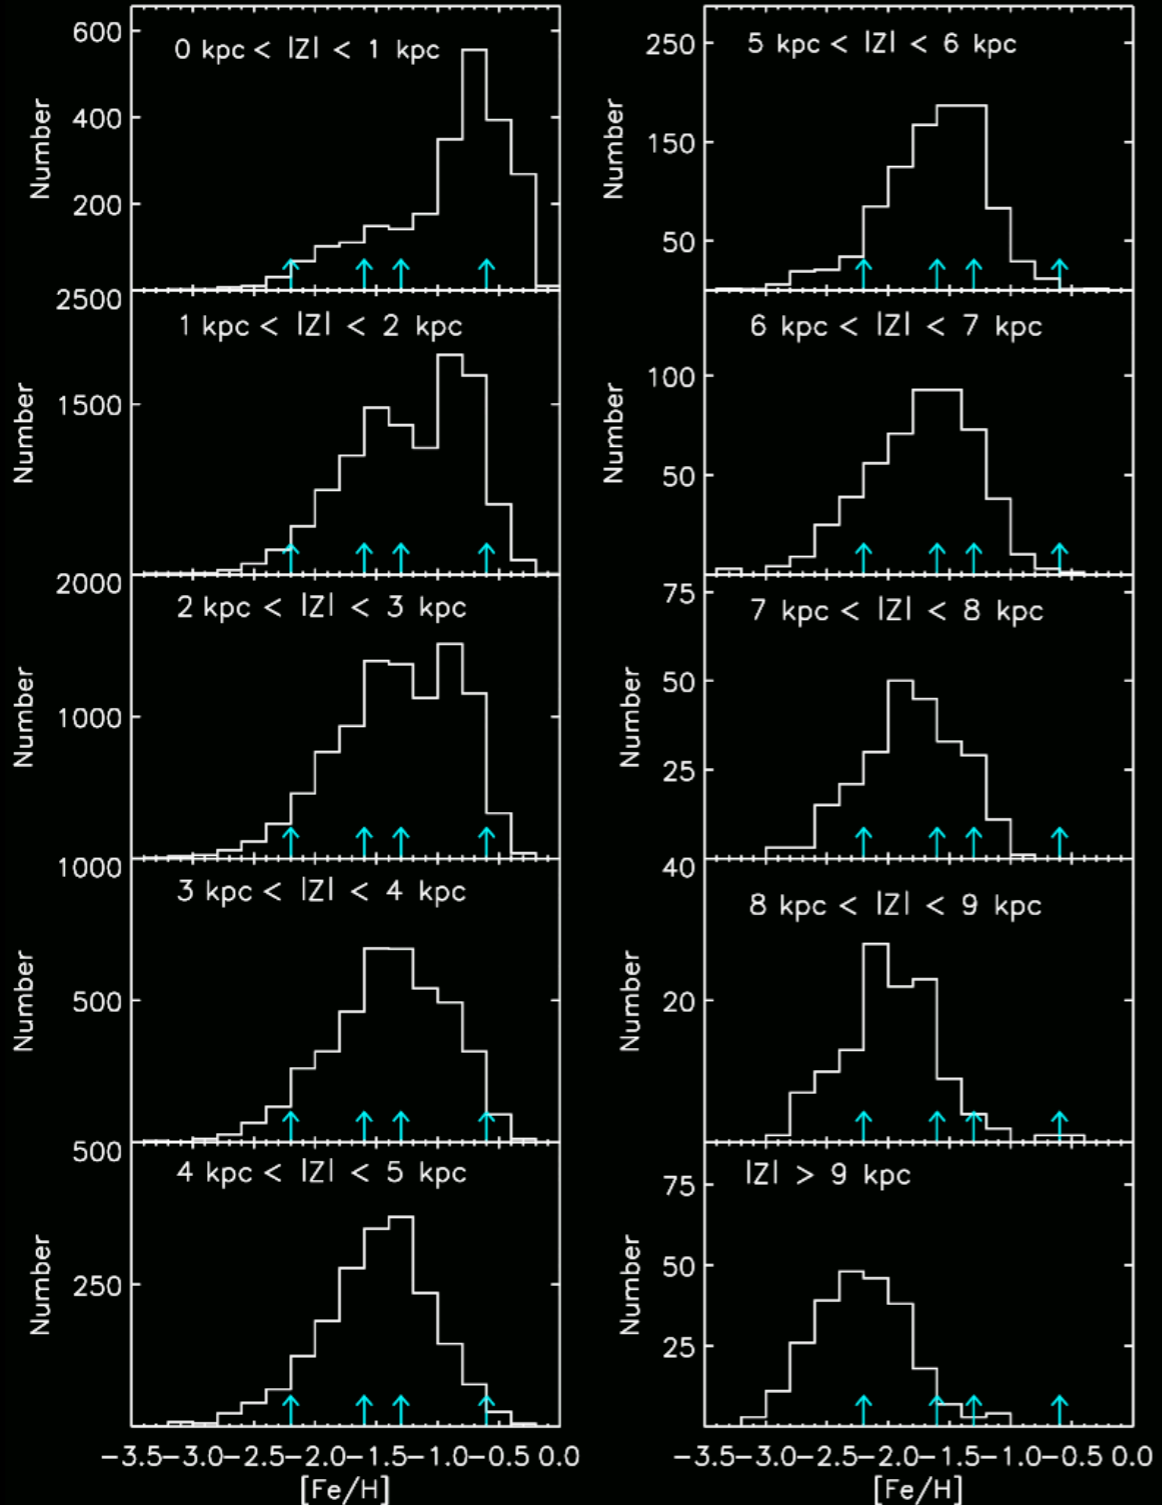 600
400
200
Number
0 kpc < |Z| < 1 kpc
2500
1500
Number
1 kpc < |Z| < 2 kpc
2000
1000
Number
2 kpc < |Z| < 3 kpc
1000
500
Number
3 kpc < |Z| < 4 kpc
500
250
Number
4 kpc < |Z| < 5 kpc
−3.5−3.0−2.5−2.0−1.5−1.0−0.5 0.0
[Fe/H]
250
150
50
Number
5 kpc < |Z| < 6 kpc
100
50
Number
6 kpc < |Z| < 7 kpc
75
50
25
Number
7 kpc < |Z| < 8 kpc
40
20
Number
8 kpc < |Z| < 9 kpc
75
50
25
Number
|Z| > 9 kpc
−3.5−3.0−2.5−2.0−1.5−1.0−0.5 0.0
[Fe/H]